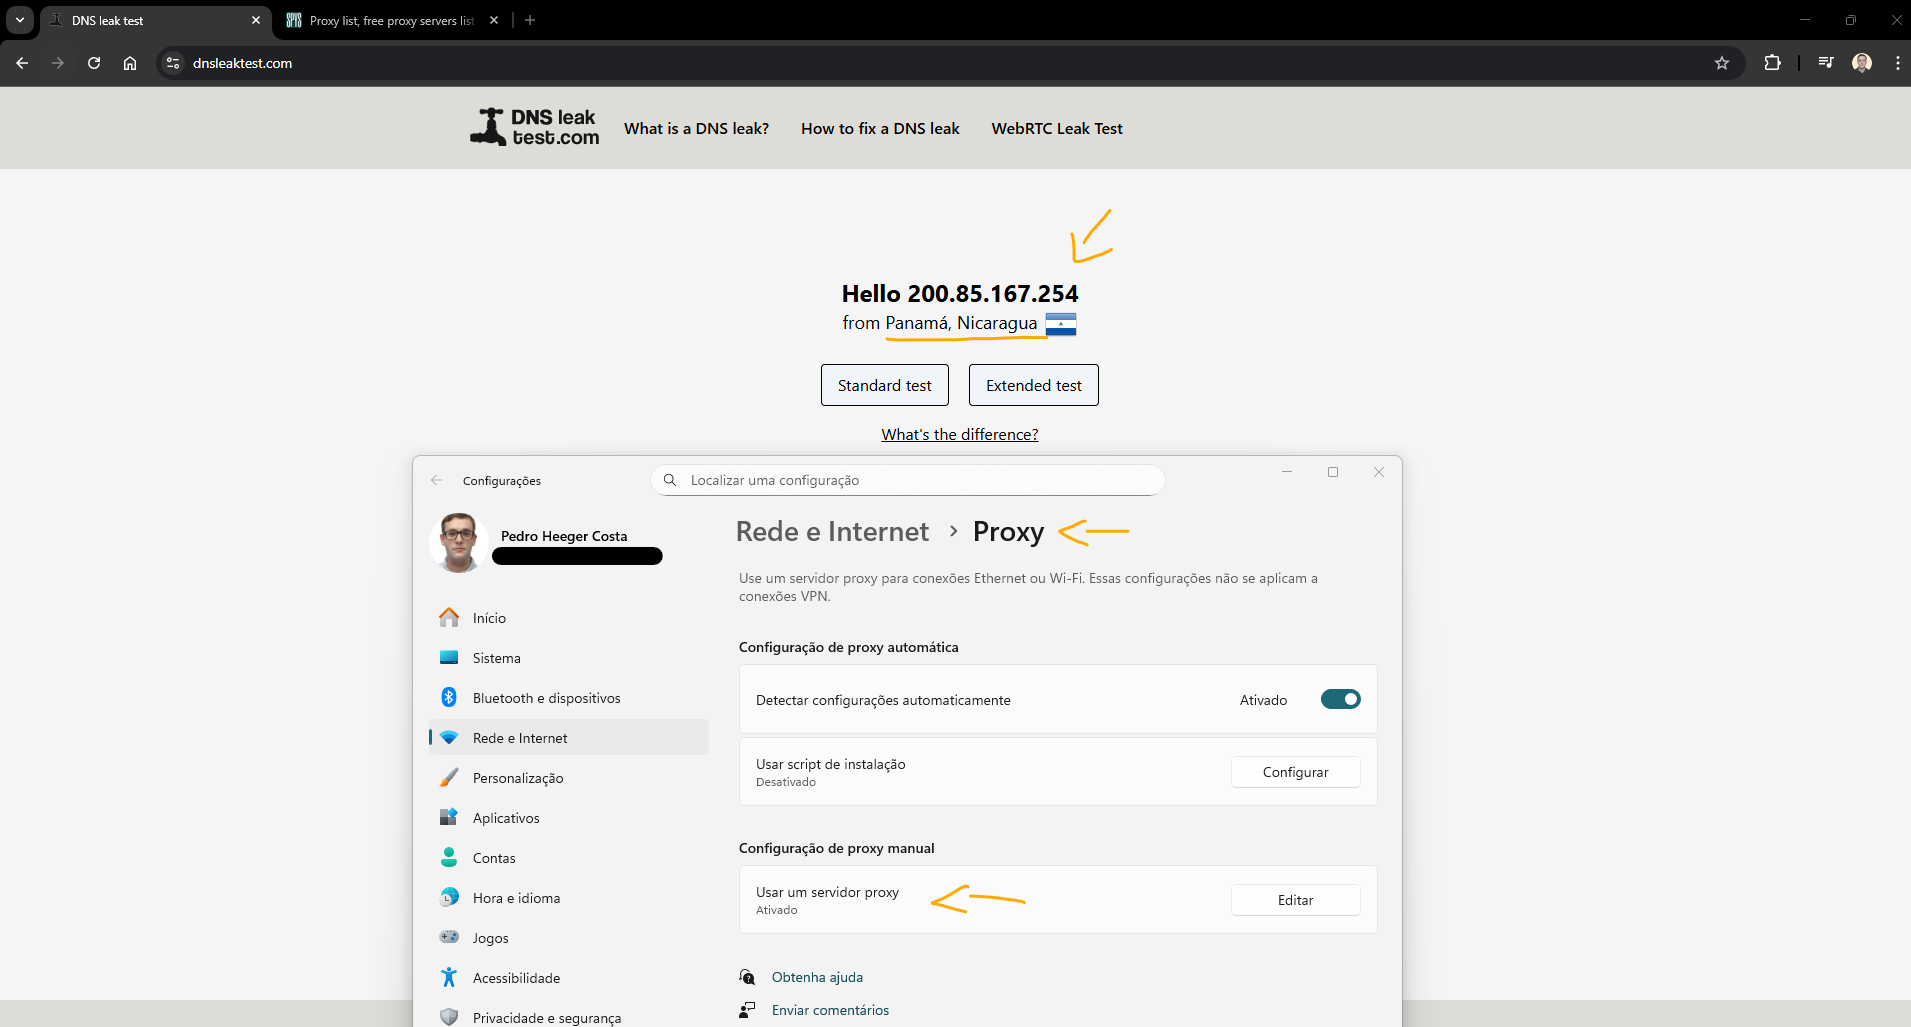 DNS leak test
Proxy list, free proxy servers list
dnsleaktest.com
DNS leak
test.com
What is a DNS leak?
How to fix a DNS leak
WebRTC Leak Test
Hello 200.85.167.254
from Panamá, Nicaragua
Standard test
Extended test
What's the difference?
Configurações
Localizar uma configuração
Pedro Heeger Costa
Início
Sistema
Bluetooth e dispositivos
Rede e Internet
Personalização
Aplicativos
Contas
Hora e idioma
Jogos
Acessibilidade
Privacidade e segurança
Rede e Internet > Proxy
Use um servidor proxy para conexões Ethernet ou Wi-Fi. Essas configurações não se aplicam a
conexões VPN.
Configuração de proxy automática
Detectar configurações automaticamente
Ativado
Usar script de instalação
Desativado
Configurar
Configuração de proxy manual
Usar um servidor proxy
Ativado
Editar
Obtenha ajuda
Enviar comentários